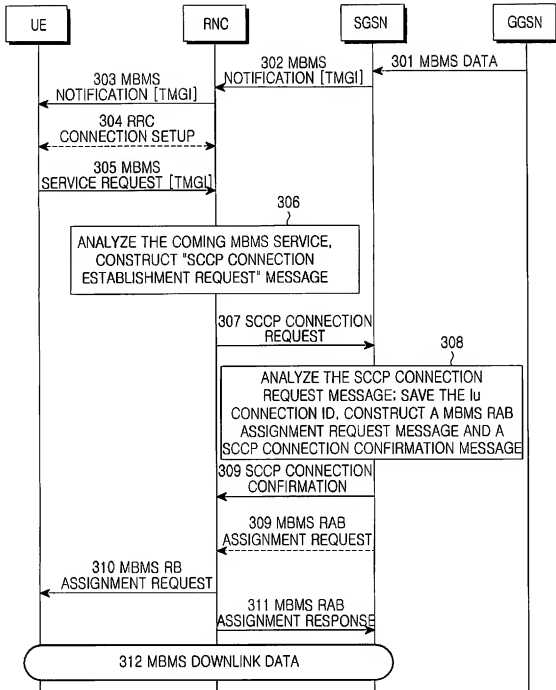 UE RNC SGSN GGSN
301 MBMS DATA
302 MBMS
NOTIFICATION [TMGI]
303 MBMS
NOTIFICATION [TMGI]
304 RRC
CONNECTION SETUP
305 MBMS
SERVICE REQUEST [TMGI]
306
ANALYZE THE COMING MBMS SERVICE,
CONSTRUCT "SCCP CONNECTION
ESTABLISHMENT REQUEST" MESSAGE
307 SCCP CONNECTION
REQUEST
308
ANALYZE THE SCCP CONNECTION
REQUEST MESSAGE; SAVE THE Iu
CONNECTION ID, CONSTRUCT A MBMS RAB
ASSIGNMENT REQUEST MESSAGE AND A
SCCP CONNECTION CONFIRMATION MESSAGE
309 SCCP CONNECTION
CONFIRMATION
309 MBMS RAB
ASSIGNMENT REQUEST
310 MBMS RB
ASSIGNMENT REQUEST
311 MBMS RAB
ASSIGNMENT RESPONSE
312 MBMS DOWNLINK DATA